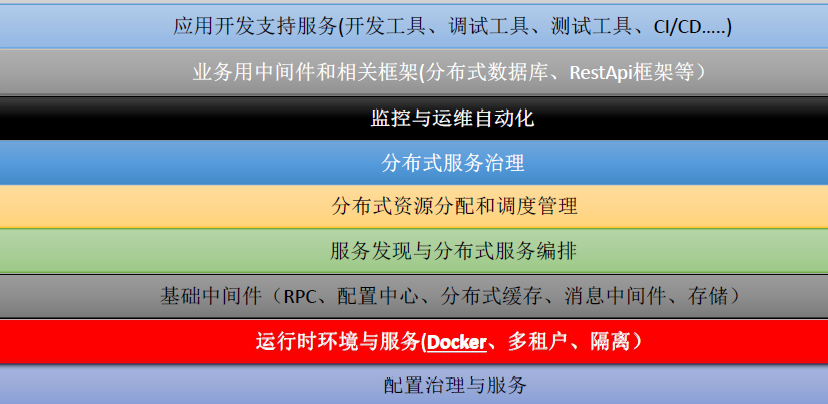 应用开发支持服务(开发工具、调试工具、测试工具、CI/CD.....)
业务用中间件和相关框架(分布式数据库、RestApi框架等）
监控与运维自动化
分布式服务治理
分布式资源分配和调度管理
服务发现与分布式服务编排
基础中间件（RPC、配置中心、分布式缓存、消息中间件、存储）
运行时环境与服务(Docker、多租户、隔离）
配置治理与服务